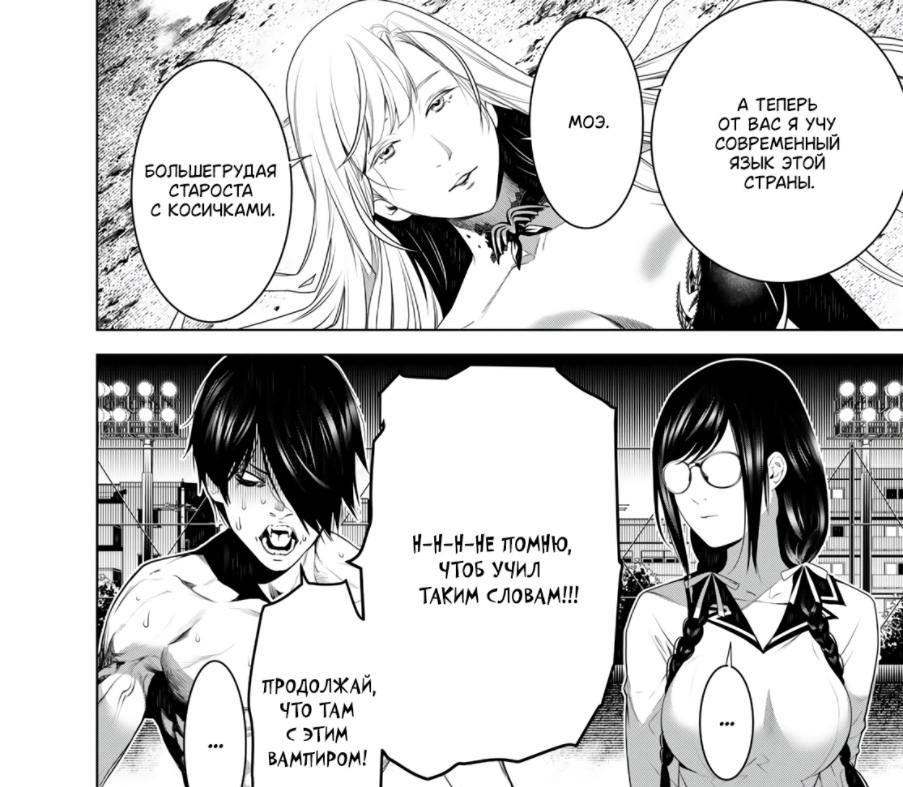 А ТЕПЕРЬ
ОТ ВАС Я УЧУ
СОВРЕМЕННЫЙ
ЯЗЫК ЭТОЙ
СТРАНЫ.
МОЭ.
БОЛЬШЕГРУДАЯ
СТАРОСТА
С КОСИЧКАМИ.
Н-Н-Н-НЕ ПОМНЮ,
ЧТОБ УЧИЛ
ТАКИМ СЛОВАМ!!!
...
ПРОДОЛЖАЙ,
ЧТО ТАМ
С ЭТИМ
ВАМПИРОМ!
...